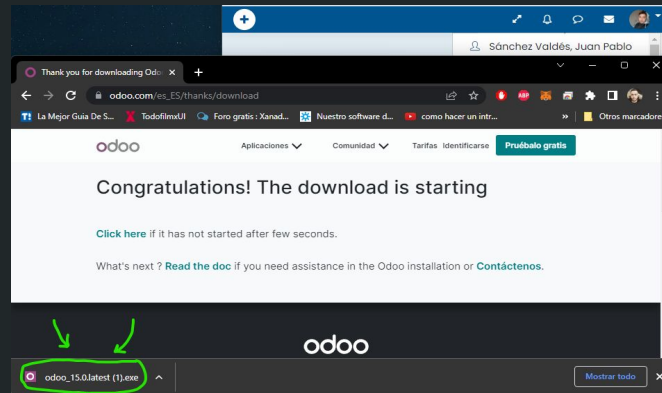 Sánchez Valdés, Juan Pablo
Thank you for downloading Odo
odoo.com/es_ES/thanks/download
ABP
T! La Mejor Guia De S... TodofilmxUI Foro gratis : Xanad... Nuestro software d... como hacer un intr... » Otros marcadore
odoo Aplicaciones Comunidad Tarifas Identificarse Pruébalo gratis
Congratulations! The download is starting
Click here if it has not started after few seconds.
What's next ? Read the doc if you need assistance in the Odoo installation or Contáctenos.
odoo
odoo_15.0.latest (1).exe Mostrar todo